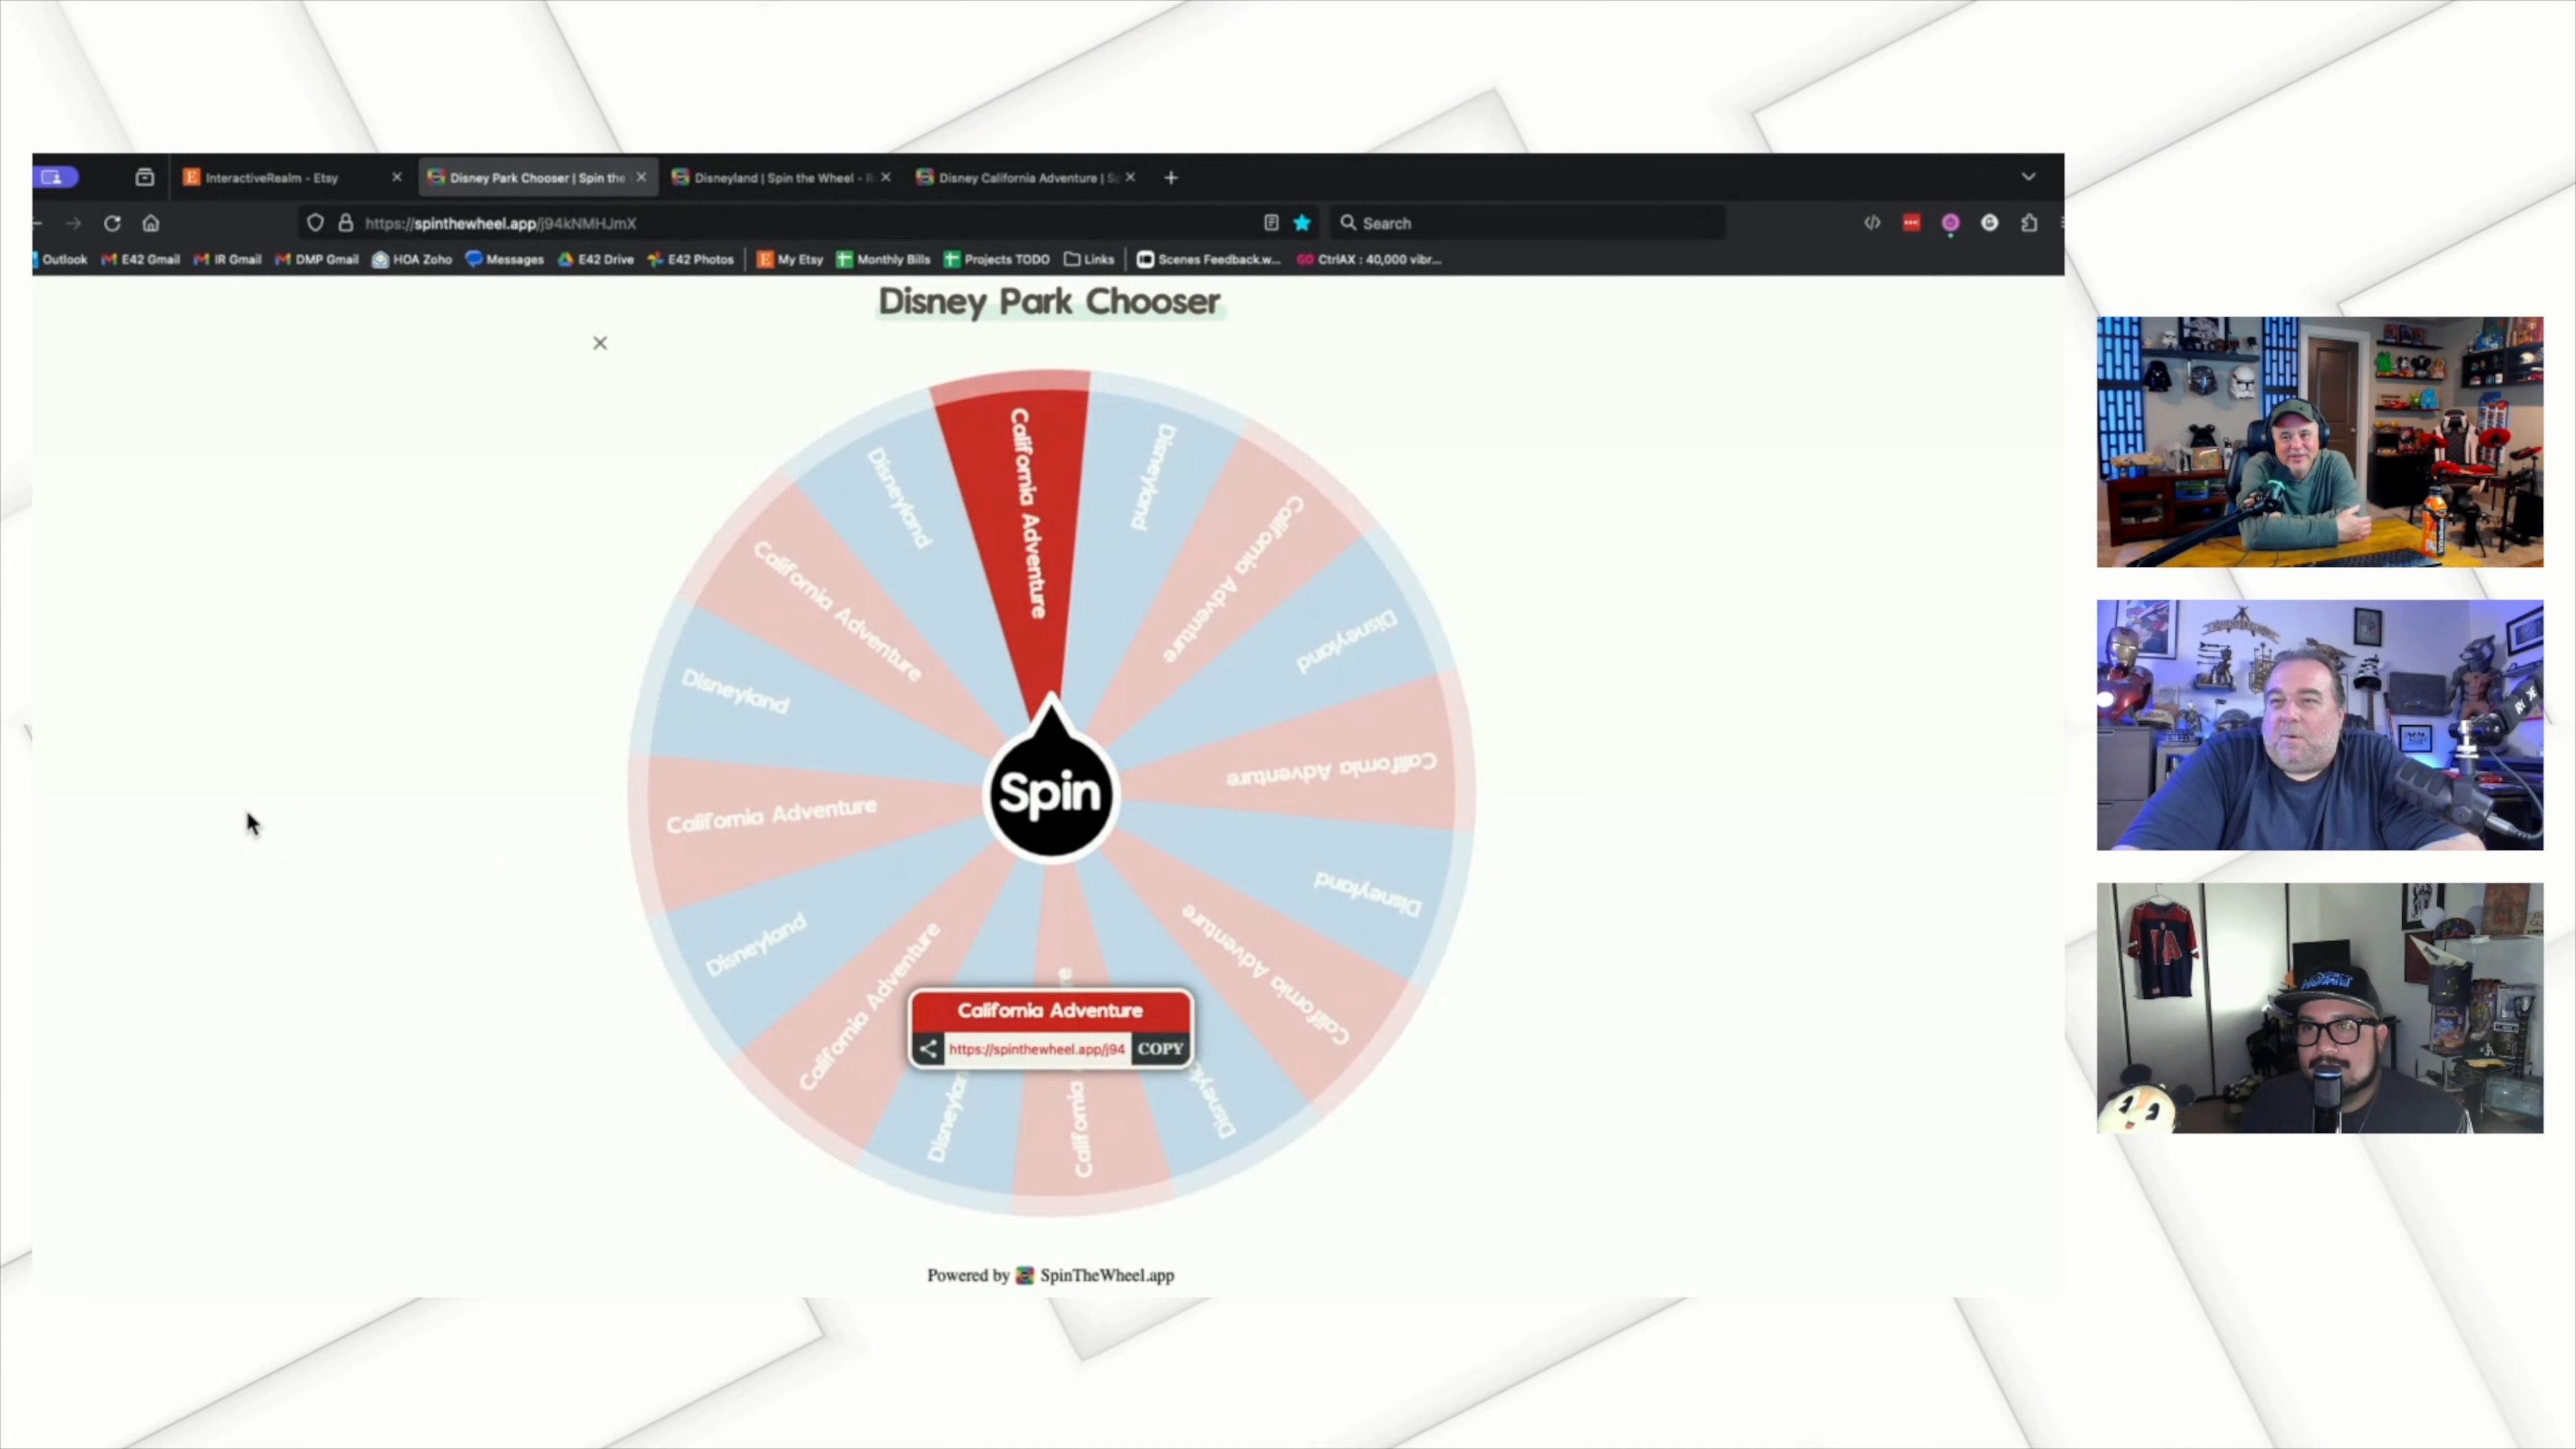 InteractiveRealm - Etsy
Disney Park Chooser | Spin the
Disneyland | Spin the Wheel - R
Disney California Adventure | Sp
https://spinthewheel.app/j94kNMHJmX
Search
Outlook
E42 Gmail
IR Gmail
DMP Gmail
HOA Zoho
Messages
E42 Drive
E42 Photos
My Etsy
Monthly Bills
Projects TODO
Links
Scenes Feedback.w...
CtrlAX : 40,000 vibr...
Disney Park Chooser
California Adventure
Disneyland
California Adventure
Disneyland
California Adventure
Disneyland
California Adventure
Disneyland
California
Disneyland
California Adventure
Disneyland
California Adventure
Disneyland
California Adventure
Disneyland
Spin
California Adventure
https://spinthewheel.app/j94
COPY
Powered by SpinTheWheel.app